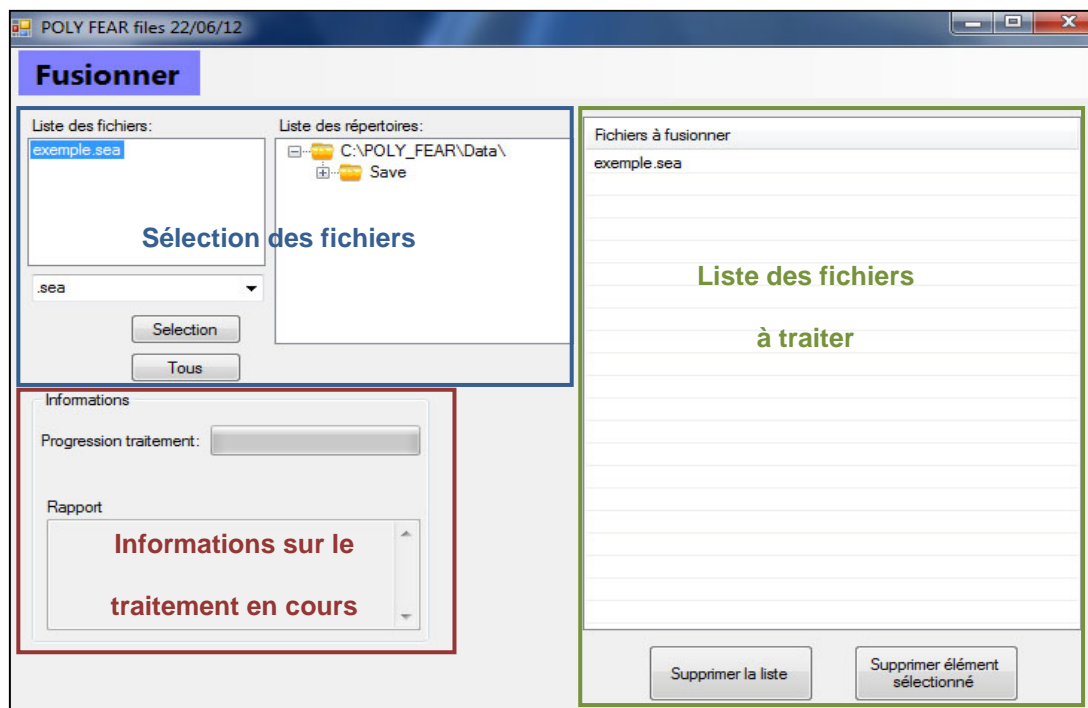 POLY FEAR files 22/06/12
Fusionner
Liste des fichiers:
exemple.sea
.sea
Selection
Tous
Liste des répertoires:
C:\POLY_FEAR\Data\
Save
Sélection des fichiers
Informations
Progression traitement:
Rapport
Informations sur le
traitement en cours
Fichiers à fusionner
exemple.sea
Liste des fichiers
à traiter
Supprimer la liste
Supprimer élément
sélectionné